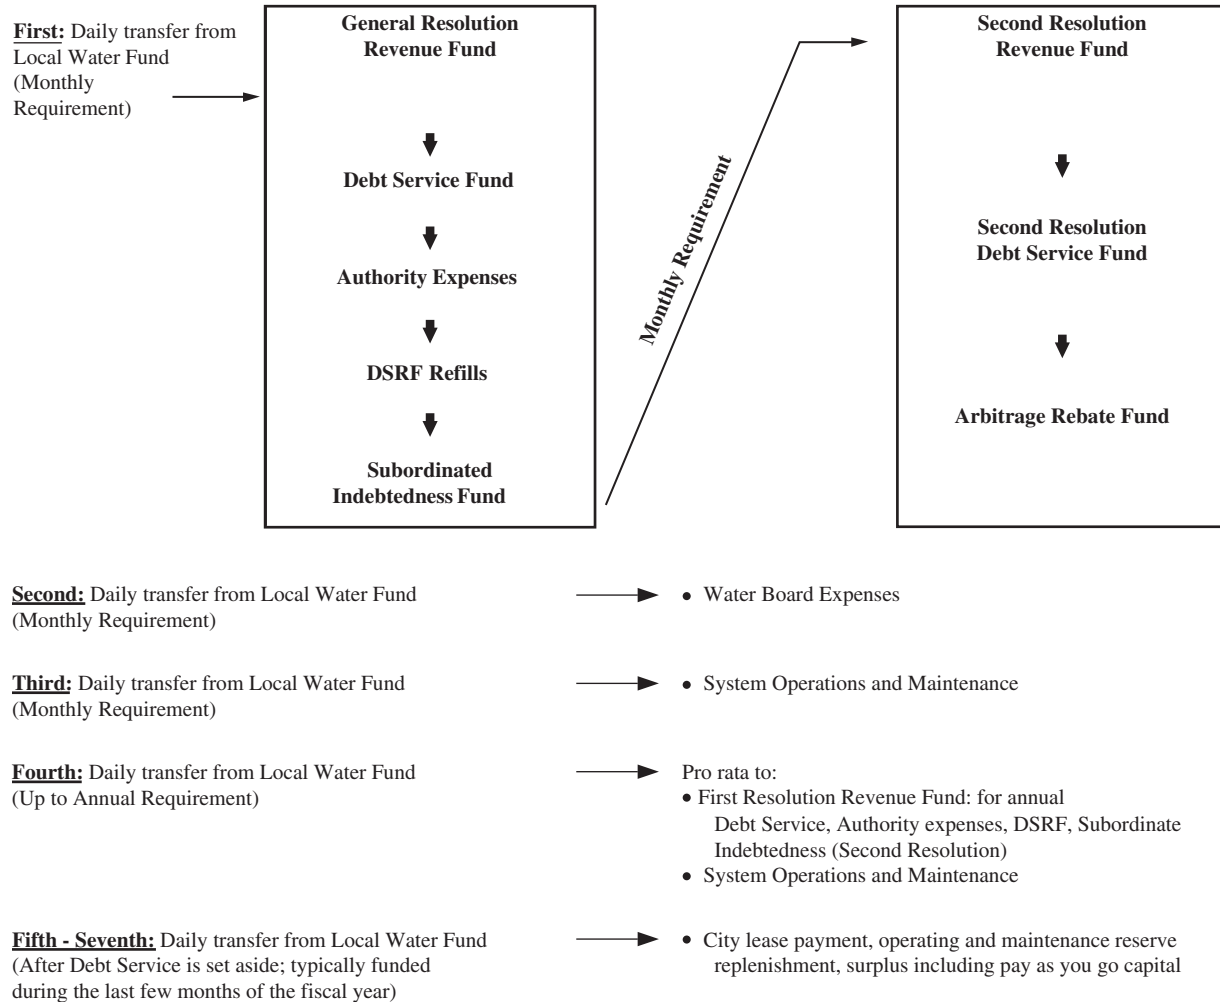 First: Daily transfer from
Local Water Fund
(Monthly
Requirement)
General Resolution
Revenue Fund
Debt Service Fund
Authority Expenses
DSRF Refills
Subordinated
Indebtedness Fund
Monthly Requirement
Second Resolution
Revenue Fund
Second Resolution
Debt Service Fund
Arbitrage Rebate Fund
Second: Daily transfer from Local Water Fund
(Monthly Requirement)
• Water Board Expenses
Third: Daily transfer from Local Water Fund
(Monthly Requirement)
• System Operations and Maintenance
Fourth: Daily transfer from Local Water Fund
(Up to Annual Requirement)
Pro rata to:
• First Resolution Revenue Fund: for annual
Debt Service, Authority expenses, DSRF, Subordinate
Indebtedness (Second Resolution)
• System Operations and Maintenance
Fifth - Seventh: Daily transfer from Local Water Fund
(After Debt Service is set aside; typically funded
during the last few months of the fiscal year)
• City lease payment, operating and maintenance reserve
replenishment, surplus including pay as you go capital